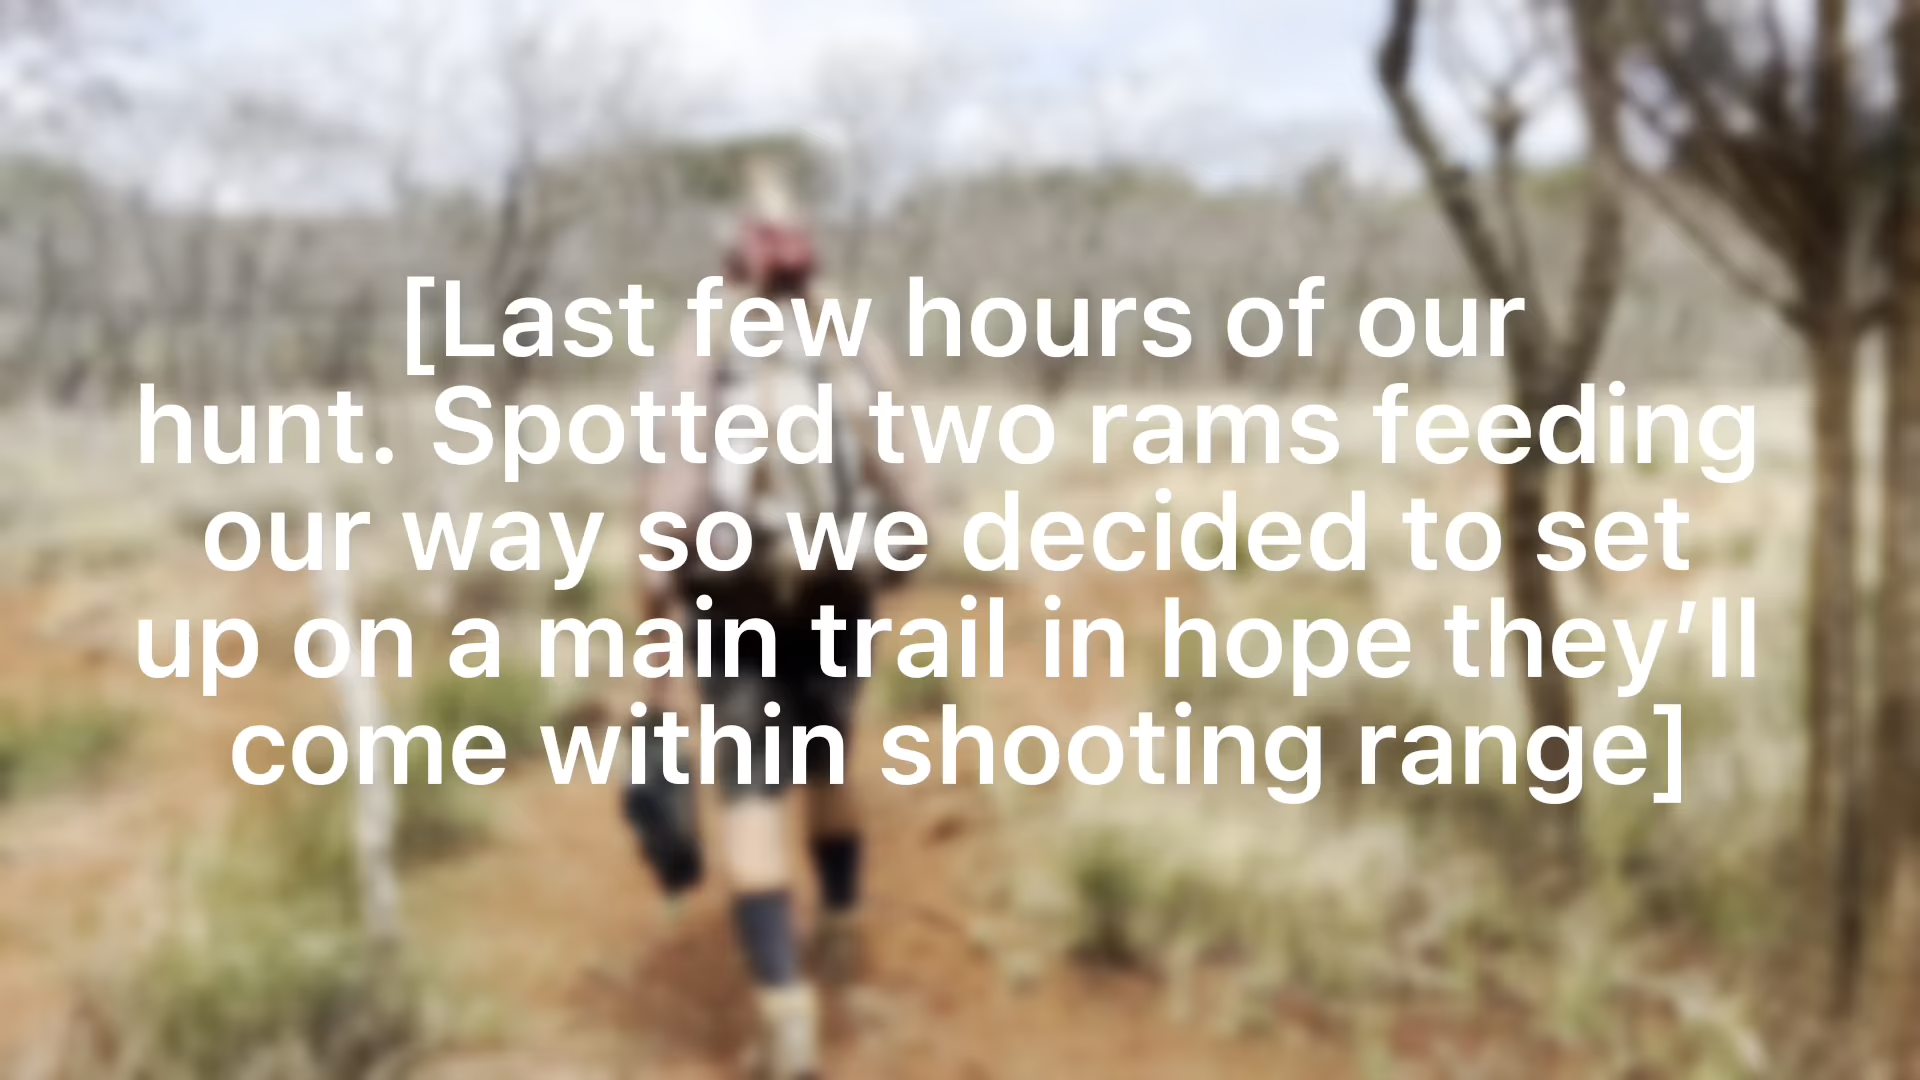 [Last few hours of our
hunt. Spotted two rams feeding
our way so we decided to set
up on a main trail in hope they’ll
come within shooting range]